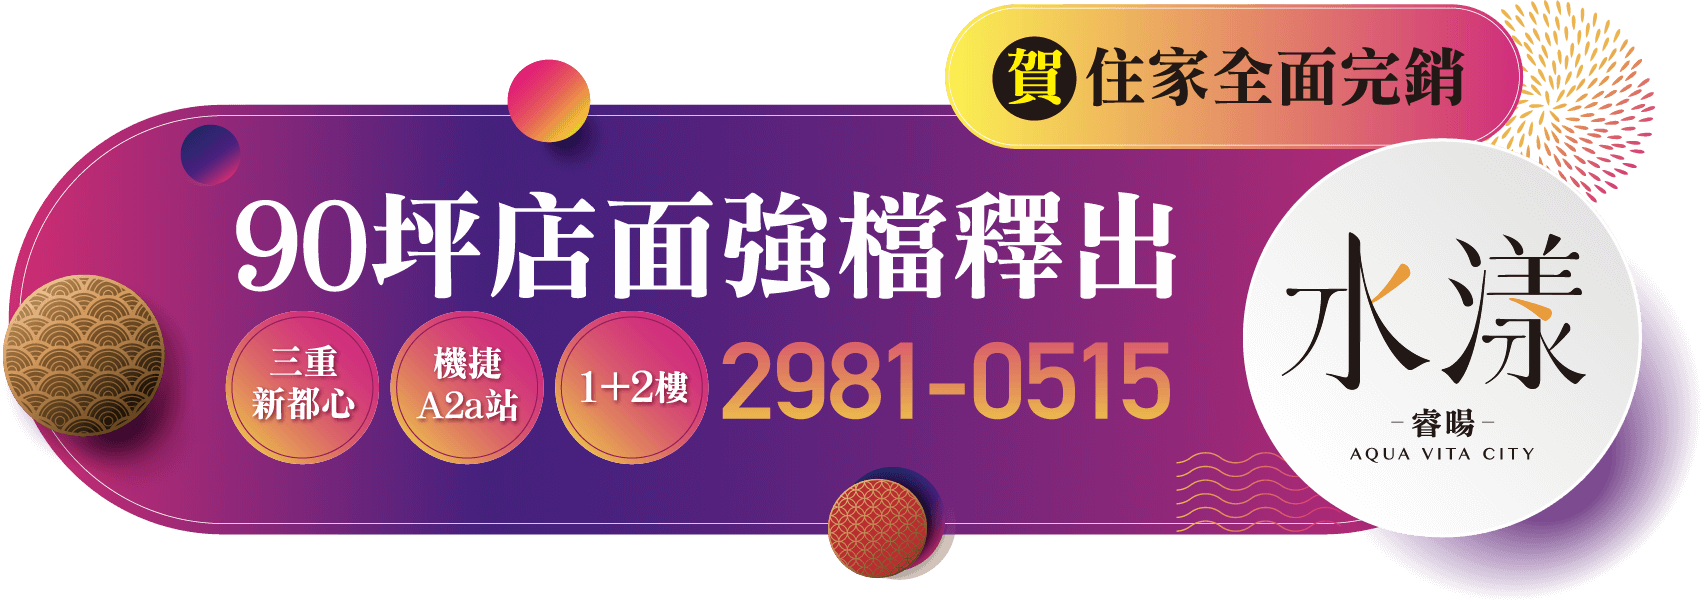 賀 住家全面完銷
90坪店面強檔釋出
三重
新都心
機捷
A2a站
1+2樓
2981-0515
水漾
-睿暘-
AQUA VITA CITY